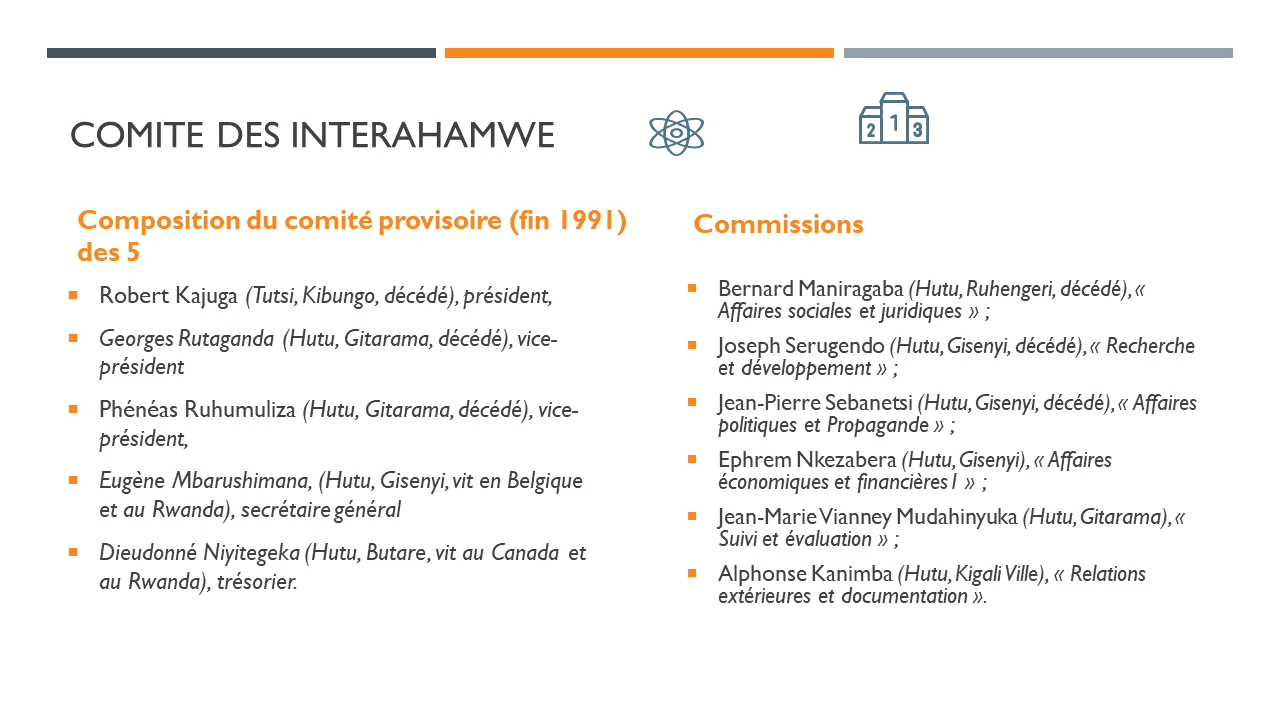 COMITE DES INTERAHAMWE
2 1 3
Composition du comité provisoire (fin 1991)
des 5
Robert Kajuga (Tutsi, Kibungo, décédé), président,
Georges Rutaganda (Hutu, Gitarama, décédé), vice-
président
Phénéas Ruhumuliza (Hutu, Gitarama, décédé), vice-
président,
Eugène Mbarushimana, (Hutu, Gisenyi, vit en Belgique
et au Rwanda), secrétaire général
Dieudonné Niyitegeka (Hutu, Butare, vit au Canada et
au Rwanda), trésorier.
Commissions
Bernard Maniragaba (Hutu, Ruhengeri, décédé), «
Affaires sociales et juridiques » ;
Joseph Serugendo (Hutu, Gisenyi, décédé), « Recherche
et développement » ;
Jean-Pierre Sebanetsi (Hutu, Gisenyi, décédé), « Affaires
politiques et Propagande » ;
Ephrem Nkezabera (Hutu, Gisenyi), « Affaires
économiques et financières1 » ;
Jean-Marie Vianney Mudahinyuka (Hutu, Gitarama), «
Suivi et évaluation » ;
Alphonse Kanimba (Hutu, Kigali Ville), « Relations
extérieures et documentation ».